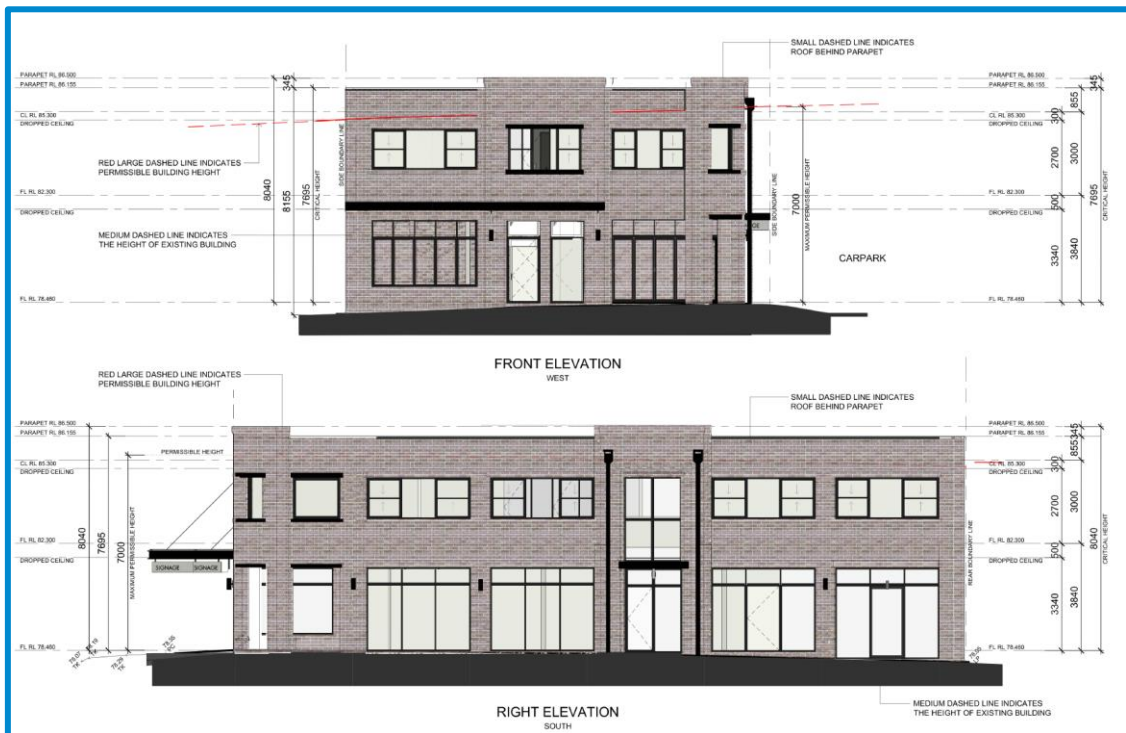 SMALL DASHED LINE INDICATES
ROOF BEHIND PARAPET
PARAPET RL 86.500
PARAPET RL 86.155
CL RL 85.300
DROPPED CEILING
RED LARGE DASHED LINE INDICATES
PERMISSIBLE BUILDING HEIGHT
FL RL 82.300
DROPPED CEILING
MEDIUM DASHED LINE INDICATES
THE HEIGHT OF EXISTING BUILDING
FL RL 78.460
8040
345
8155
7695
CRITICAL HEIGHT
SIDE BOUNDARY LINE
7000
MAXIMUM PERMISSIBLE HEIGHT
SIDE BOUNDARY LINE
CARPARK
PARAPET RL 86.500
PARAPET RL 86.155
CL RL 85.300
DROPPED CEILING
FL RL 82.300
DROPPED CEILING
FL RL 78.460
300
2700
500
3340
855
3000
3840
345
7695
CRITICAL HEIGHT
FRONT ELEVATION
WEST
RED LARGE DASHED LINE INDICATES
PERMISSIBLE BUILDING HEIGHT
SMALL DASHED LINE INDICATES
ROOF BEHIND PARAPET
PARAPET RL 86.500
PARAPET RL 86.155
PERMISSIBLE HEIGHT
CL RL 85.300
DROPPED CEILING
FL RL 82.300
DROPPED CEILING
SIGNAGE SIGNAGE
FL RL 78.460
8040
7695
7000
MAXIMUM PERMISSIBLE HEIGHT
78.07
TK
78.19
TK
78.26
TK
REAR BOUNDARY LINE
PARAPET RL 86.500
PARAPET RL 86.155
CL RL 85.300
DROPPED CEILING
FL RL 82.300
DROPPED CEILING
FL RL 78.460
300
2700
500
3340
855
345
3000
3840
8040
CRITICAL HEIGHT
MEDIUM DASHED LINE INDICATES
THE HEIGHT OF EXISTING BUILDING
RIGHT ELEVATION
SOUTH